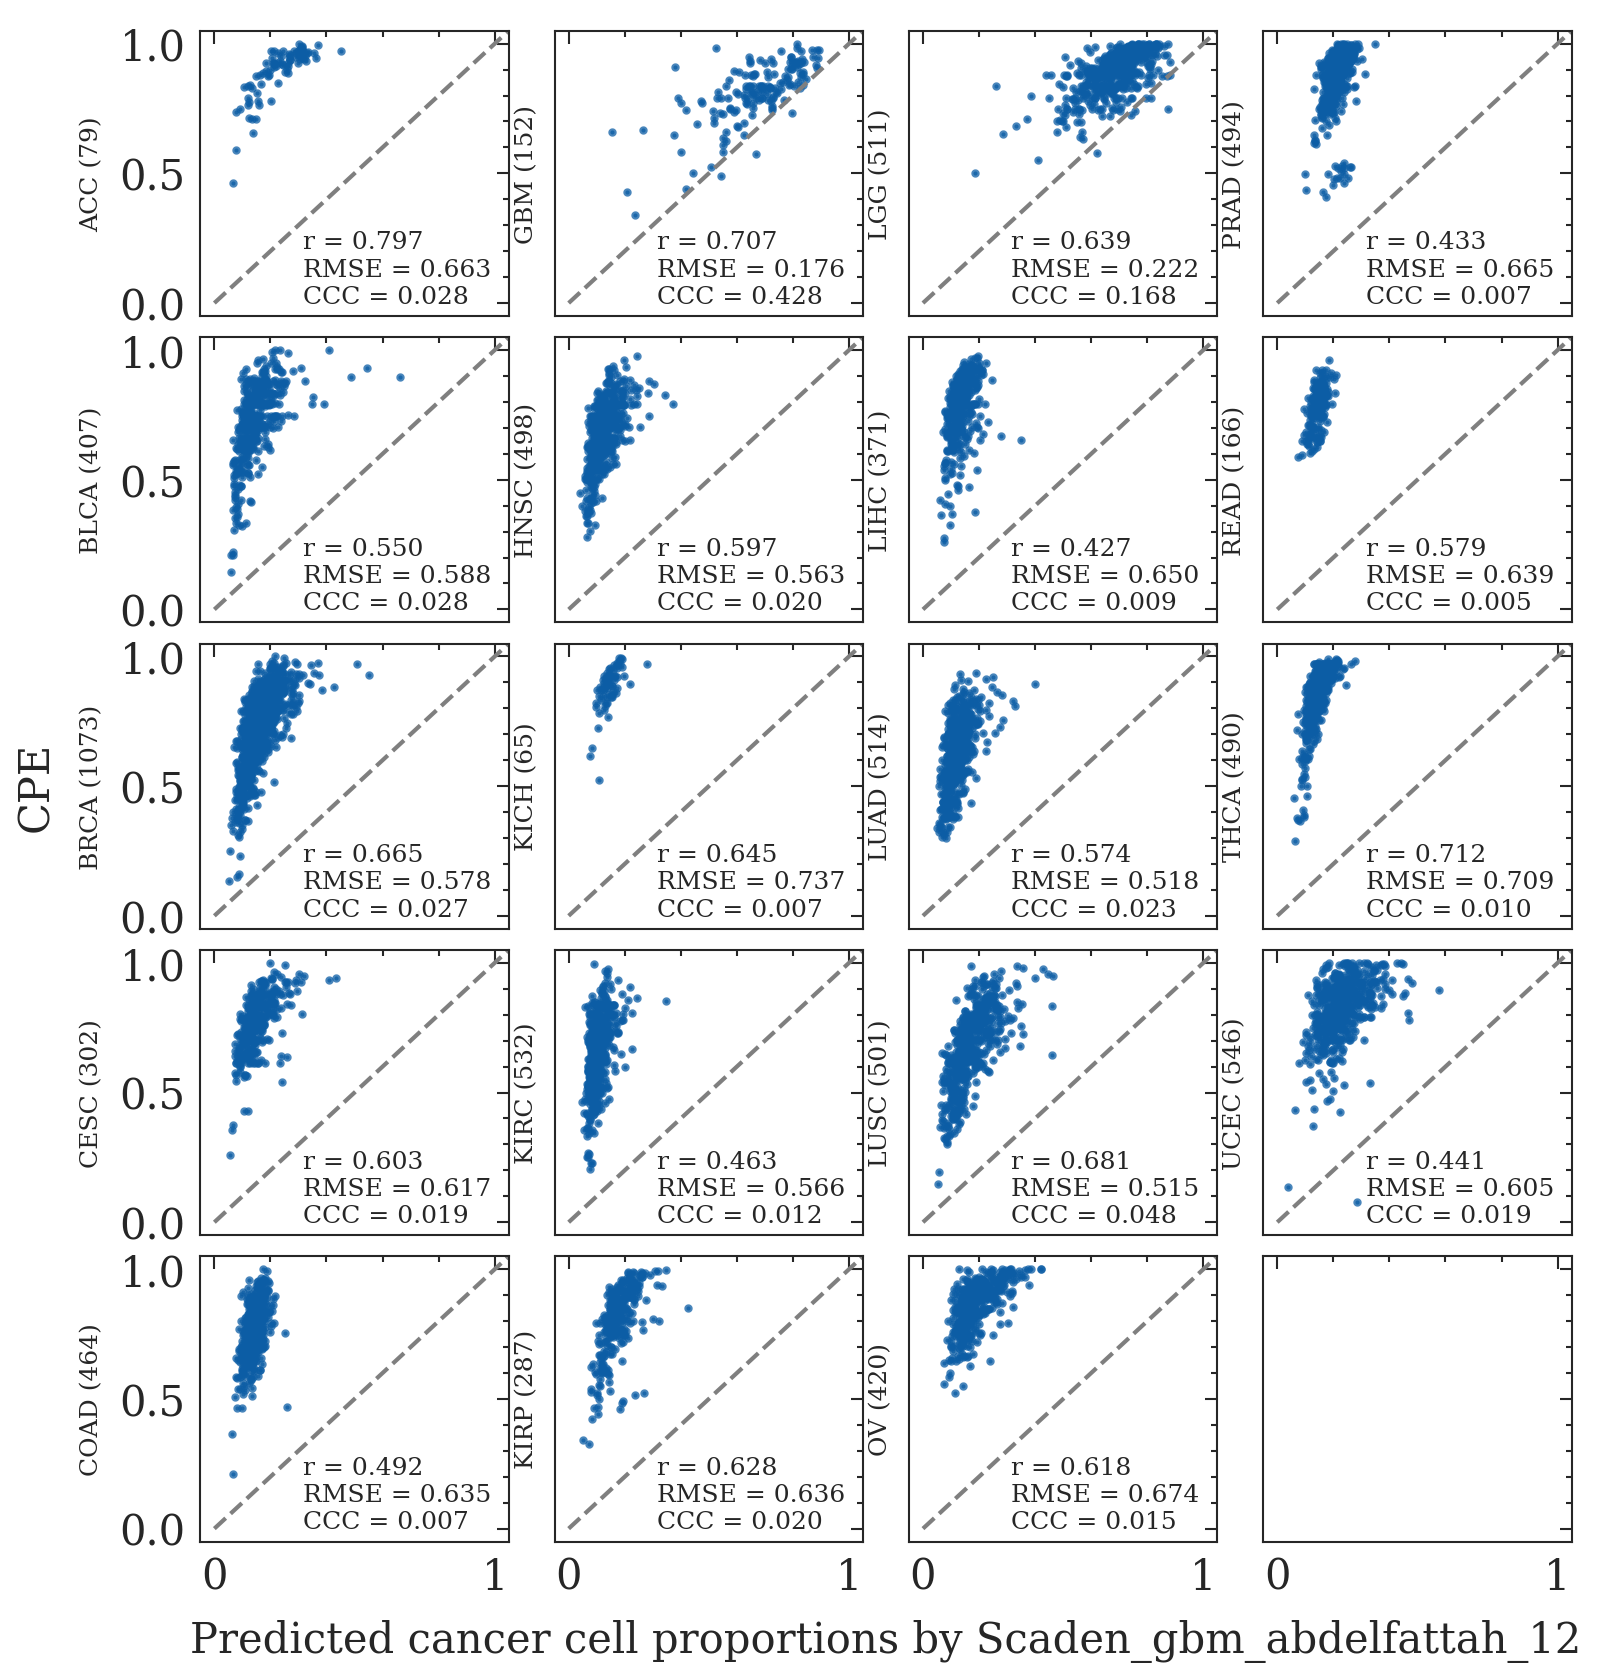 CPE
ACC (79)
1.0
0.5
0.0
r = 0.797
RMSE = 0.663
CCC = 0.028
GBM (152)
r = 0.707
RMSE = 0.176
CCC = 0.428
LGG (511)
r = 0.639
RMSE = 0.222
CCC = 0.168
PRAD (494)
r = 0.433
RMSE = 0.665
CCC = 0.007
BLCA (407)
1.0
0.5
0.0
r = 0.550
RMSE = 0.588
CCC = 0.028
HNSC (498)
r = 0.597
RMSE = 0.563
CCC = 0.020
LIHC (371)
r = 0.427
RMSE = 0.650
CCC = 0.009
READ (166)
r = 0.579
RMSE = 0.639
CCC = 0.005
BRCA (1073)
1.0
0.5
0.0
r = 0.665
RMSE = 0.578
CCC = 0.027
KICH (65)
r = 0.645
RMSE = 0.737
CCC = 0.007
LUAD (514)
r = 0.574
RMSE = 0.518
CCC = 0.023
THCA (490)
r = 0.712
RMSE = 0.709
CCC = 0.010
CESC (302)
1.0
0.5
0.0
r = 0.603
RMSE = 0.617
CCC = 0.019
KIRC (532)
r = 0.463
RMSE = 0.566
CCC = 0.012
LUSC (501)
r = 0.681
RMSE = 0.515
CCC = 0.048
UCEC (546)
r = 0.441
RMSE = 0.605
CCC = 0.019
COAD (464)
1.0
0.5
0.0
r = 0.492
RMSE = 0.635
CCC = 0.007
KIRP (287)
r = 0.628
RMSE = 0.636
CCC = 0.020
OV (420)
r = 0.618
RMSE = 0.674
CCC = 0.015
0 1 0 1 0 1 0 1
Predicted cancer cell proportions by Scaden_gbm_abdelfattah_12